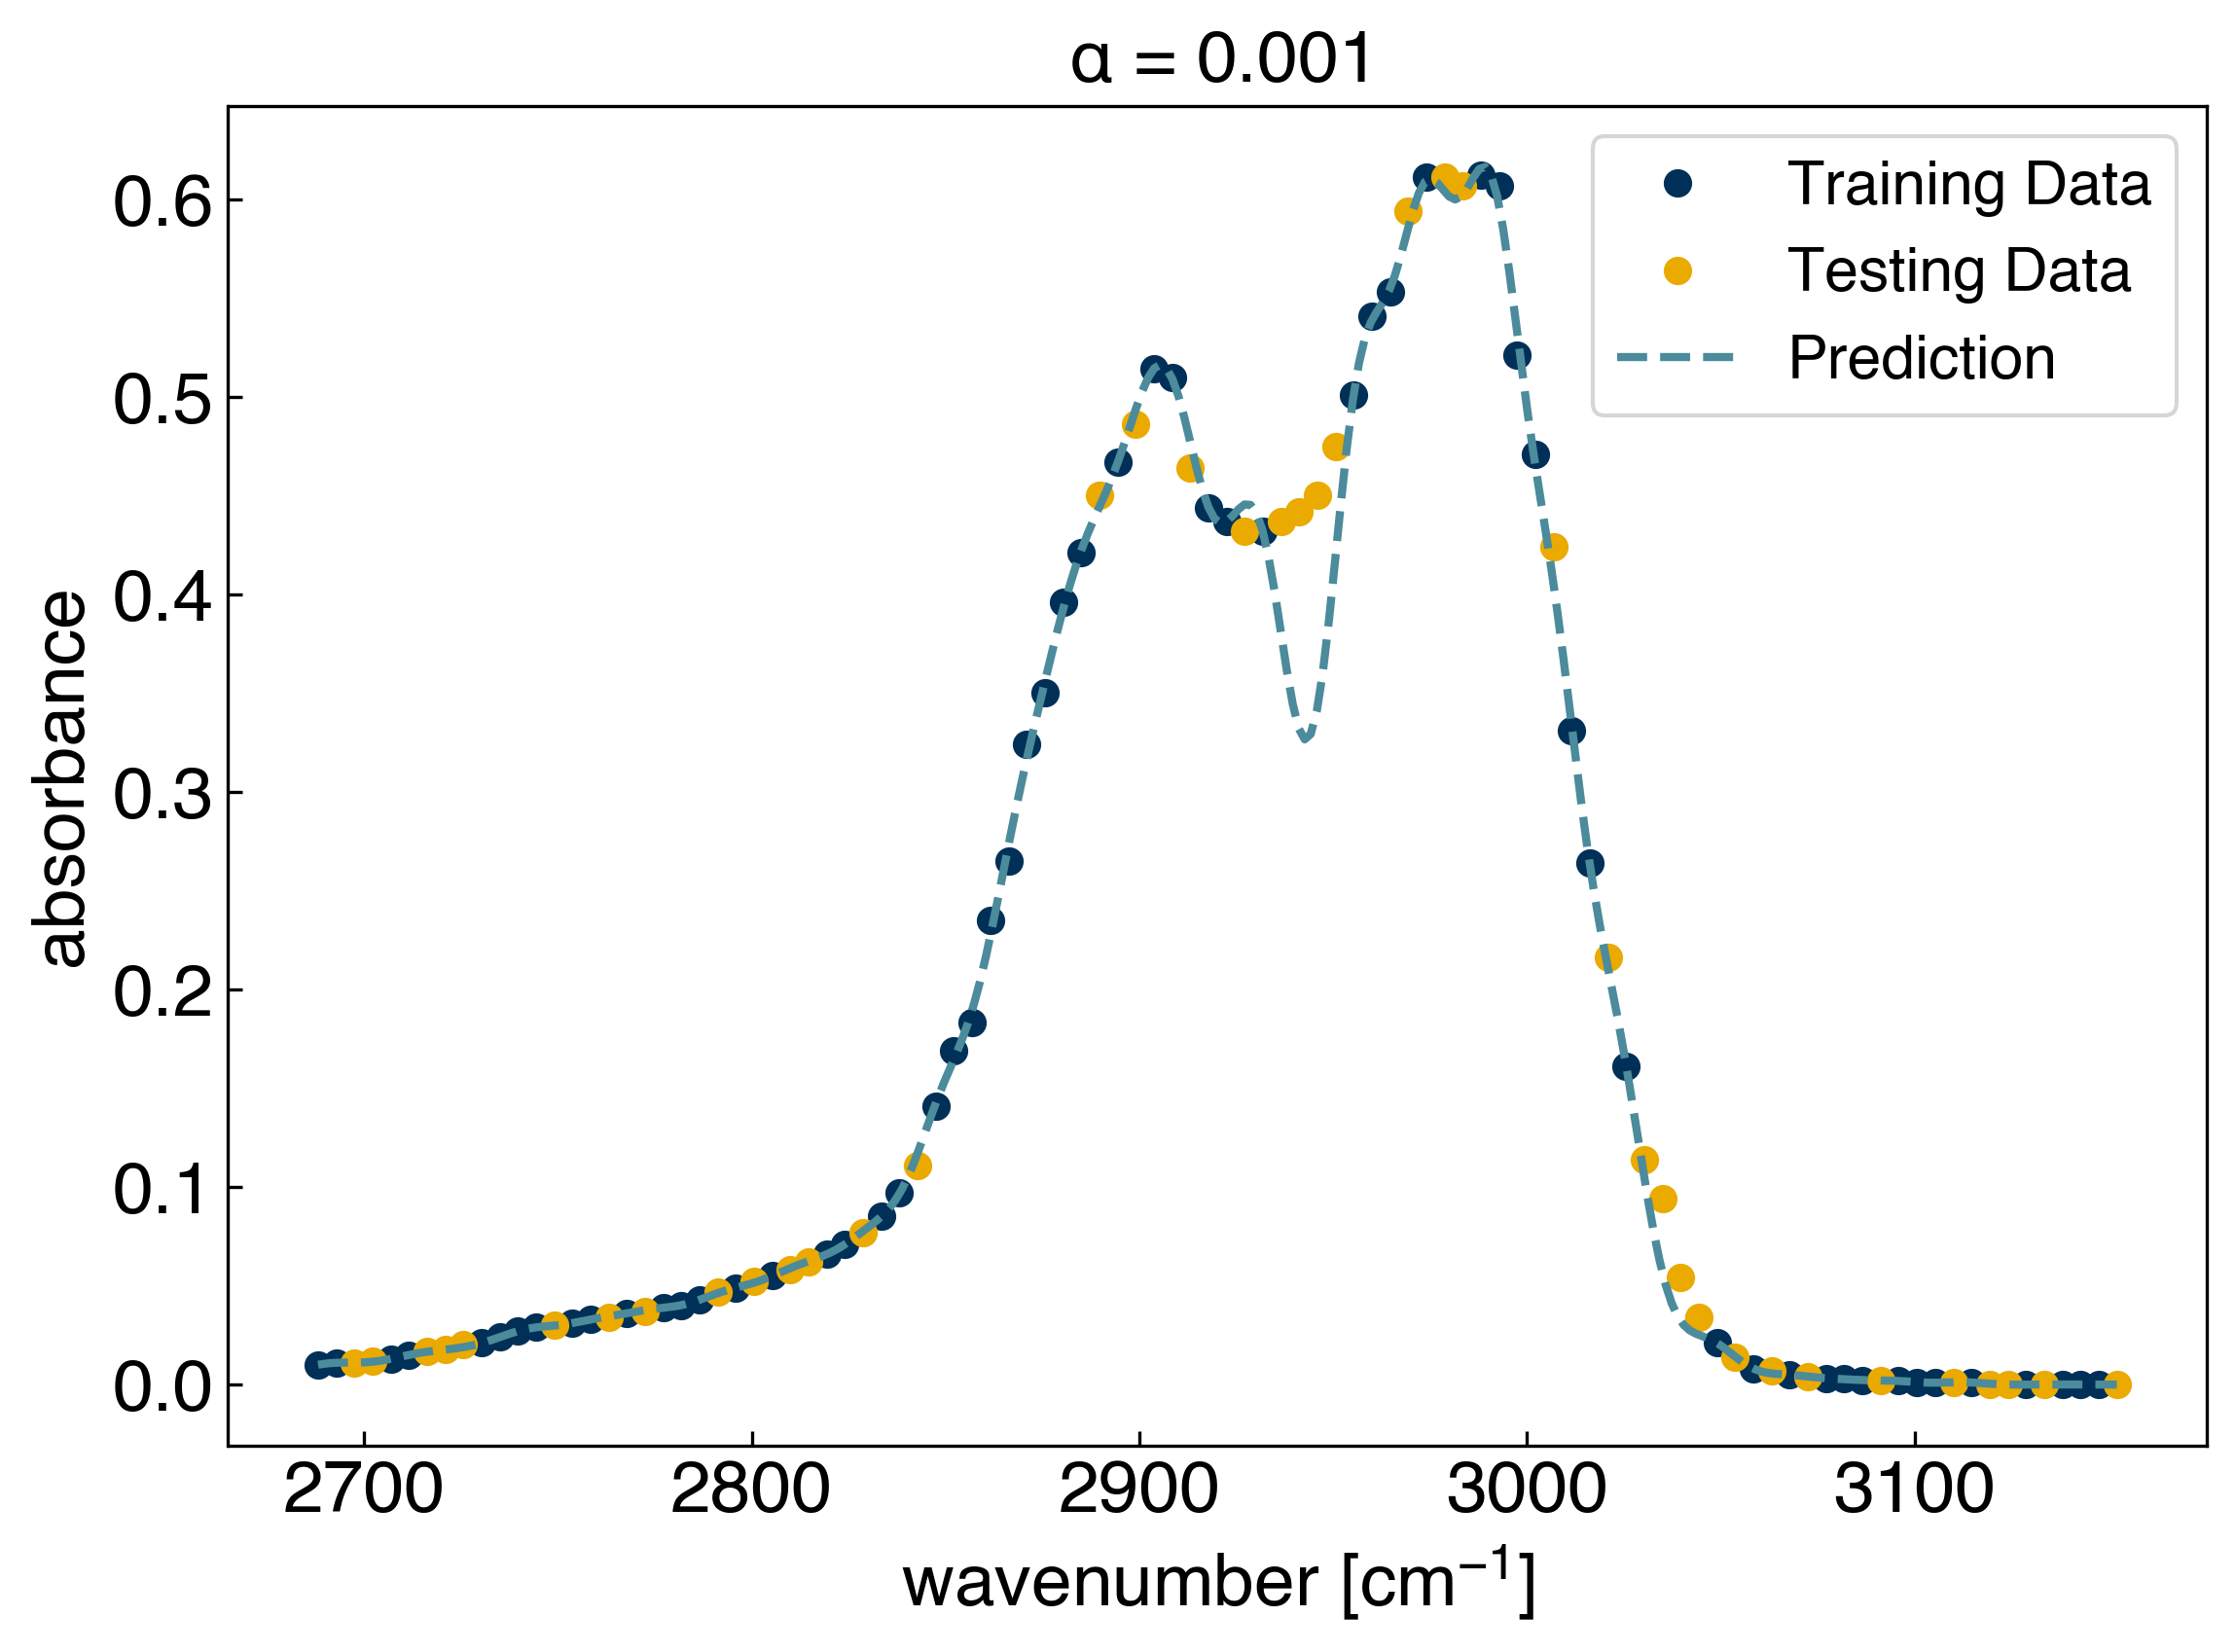 α = 0.001
Training Data
Testing Data
Prediction
absorbance
0.6
0.5
0.4
0.3
0.2
0.1
0.0
2700 2800 2900 3000 3100
wavenumber [cm⁻¹]